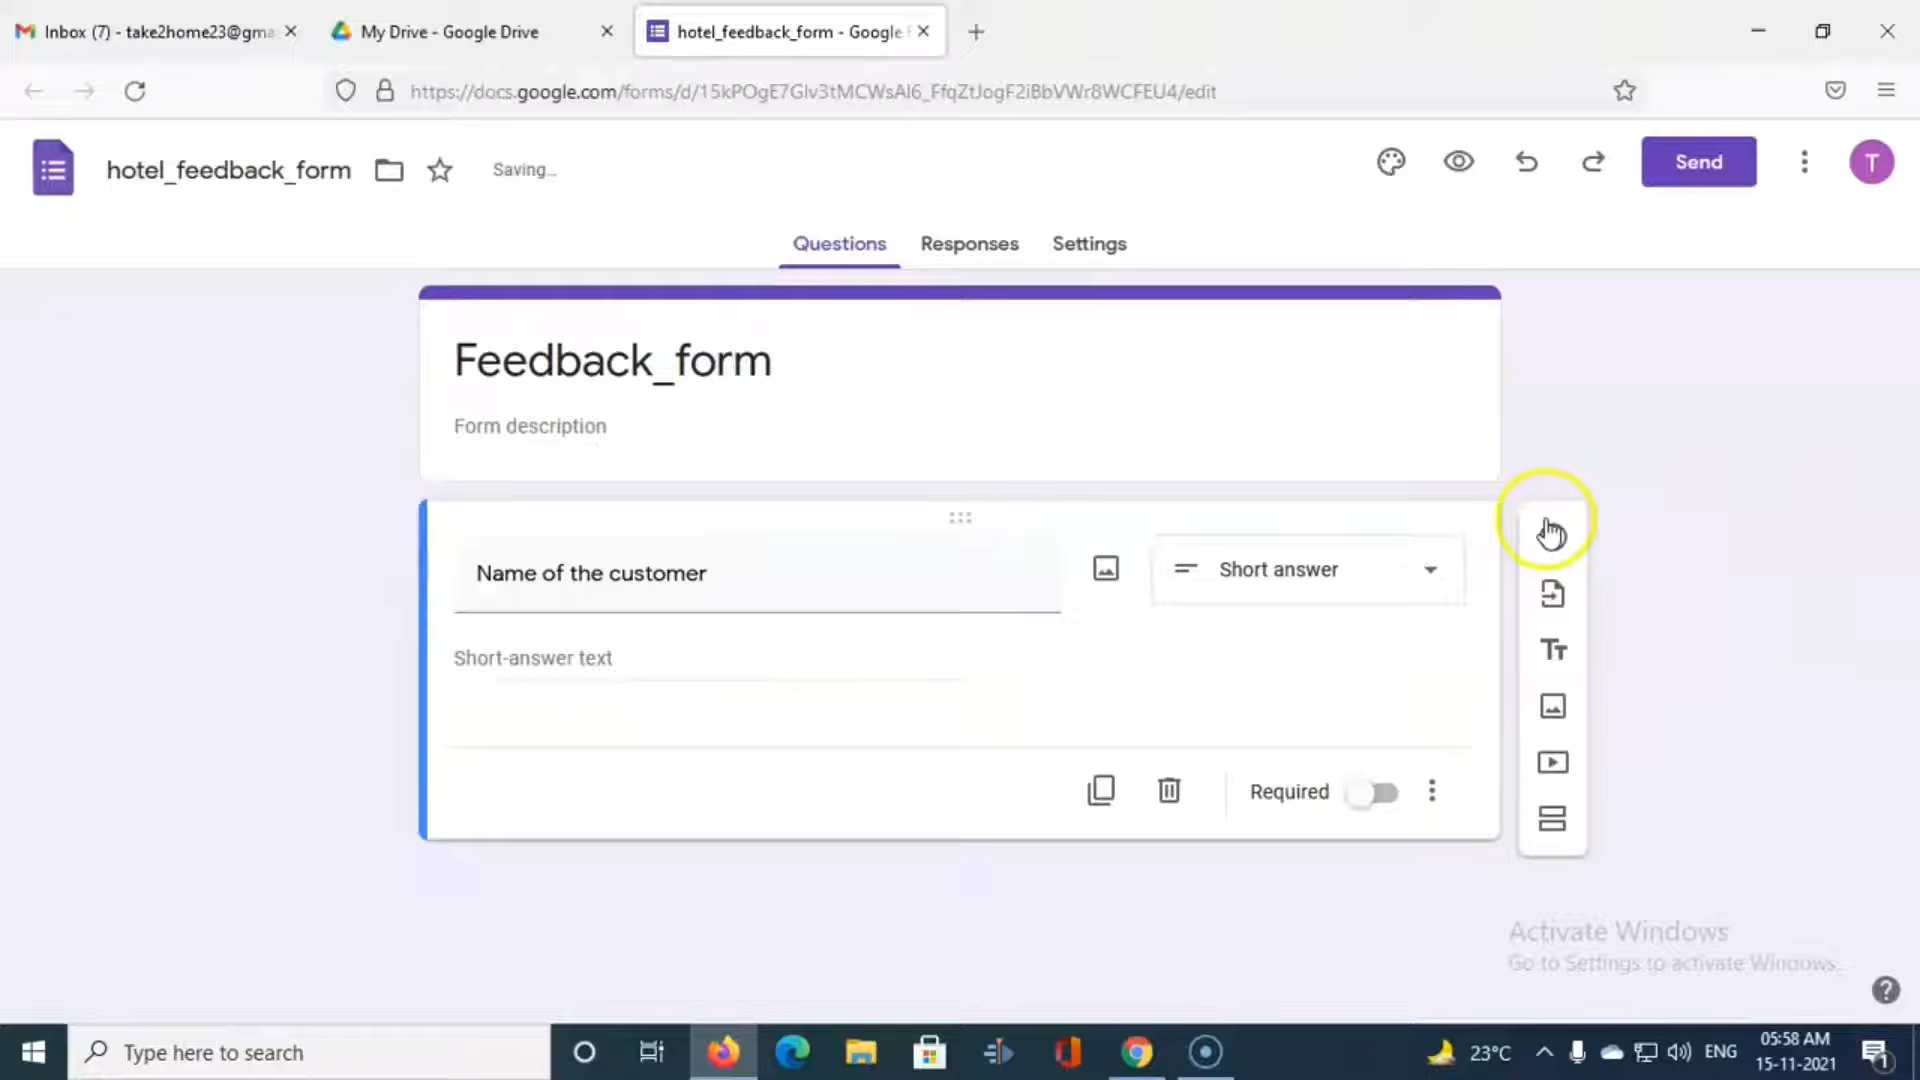 Inbox (7) - take2home23@gma
My Drive - Google Drive
hotel_feedback_form - Google F
https://docs.google.com/forms/d/15kPOgE7Glv3tMCWsAl6_FfqZtJogF2iBbVWr8WCFEU4/edit
hotel_feedback_form
Saving...
Send
T
Questions
Responses
Settings
Feedback_form
Form description
Name of the customer
Short answer
Short-answer text
Required
Activate Windows
Go to Settings to activate Windows.
Type here to search
23°C
ENG
05:58 AM
15-11-2021
1